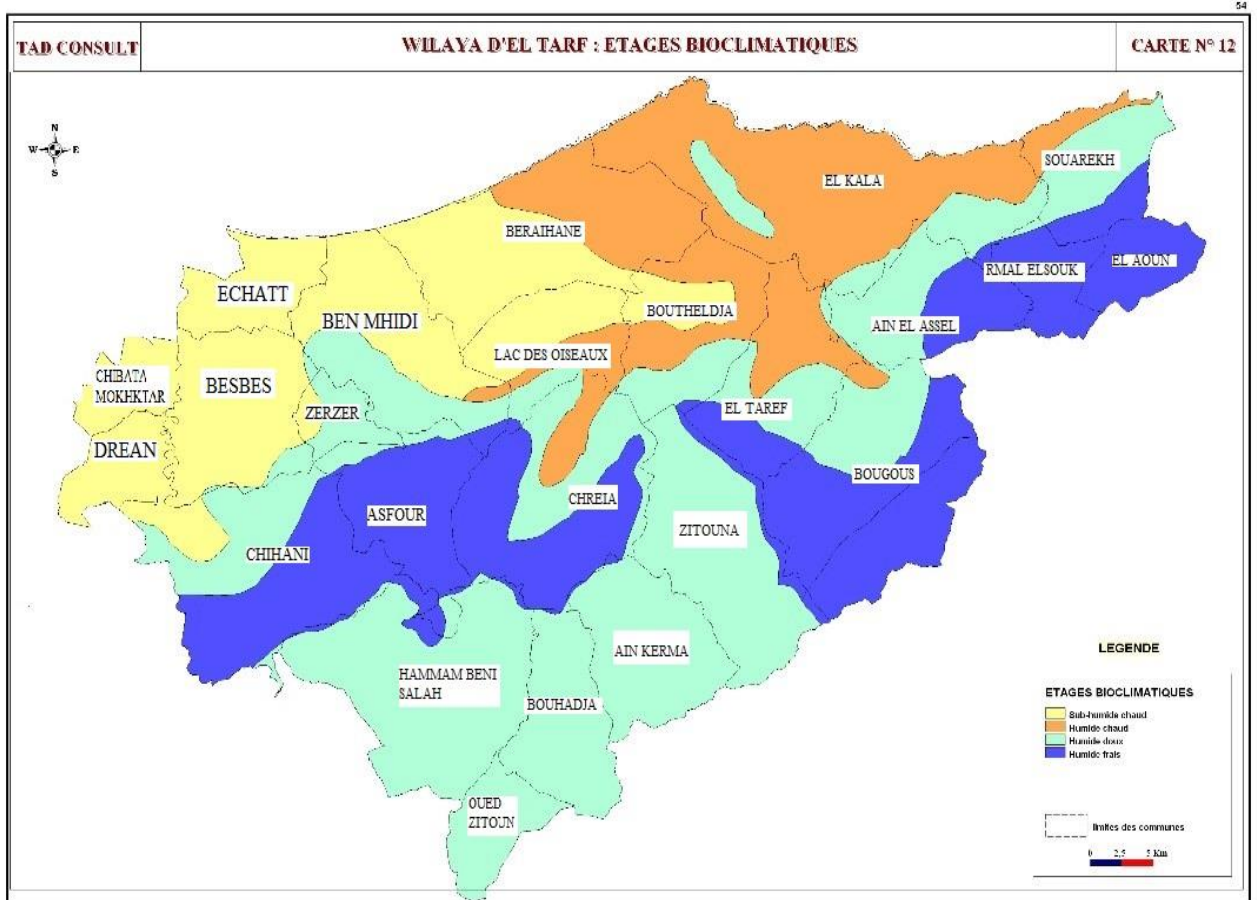 54
TAD CONSULT
WILAYA D'EL TARF : ETAGES BIOCLIMATIQUES
CARTE N° 12
N
W E
S
SOUAREKH
EL KALA
BERAIHANE
EL AOUN
RMAL ELSOUK
ECHATT
BOUTHELDJA
BEN MHIDI
AIN EL ASSEL
LAC DES OISEAUX
CHIBATA
MOKHKTAR
BESBES
ZERZER
EL TAREF
DREAN
BOUGOUS
CHREIA
ASFOUR
ZITOUNA
CHIHANI
AIN KERMA
HAMMAM BENI
SALAH
BOUHADJA
OUED
ZITOUN
LEGENDE
ETAGES BIOCLIMATIQUES
Sub-humide chaud
Humide chaud
Humide doux
Humide frais
limites des communes
0 2,5 5 Km